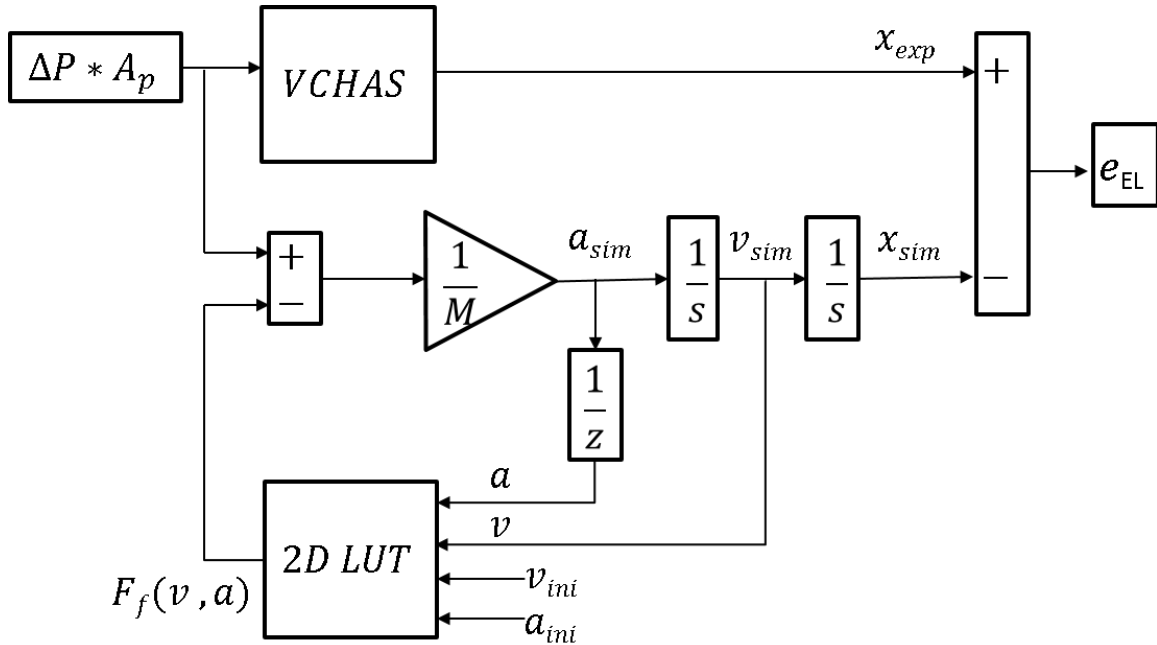 ΔP * A_p
VCHAS
x_exp
+
−
e_EL
+
−
1/M
a_sim
1/s
v_sim
1/s
x_sim
1/z
a
v
v_ini
a_ini
2D LUT
F_f(v , a)